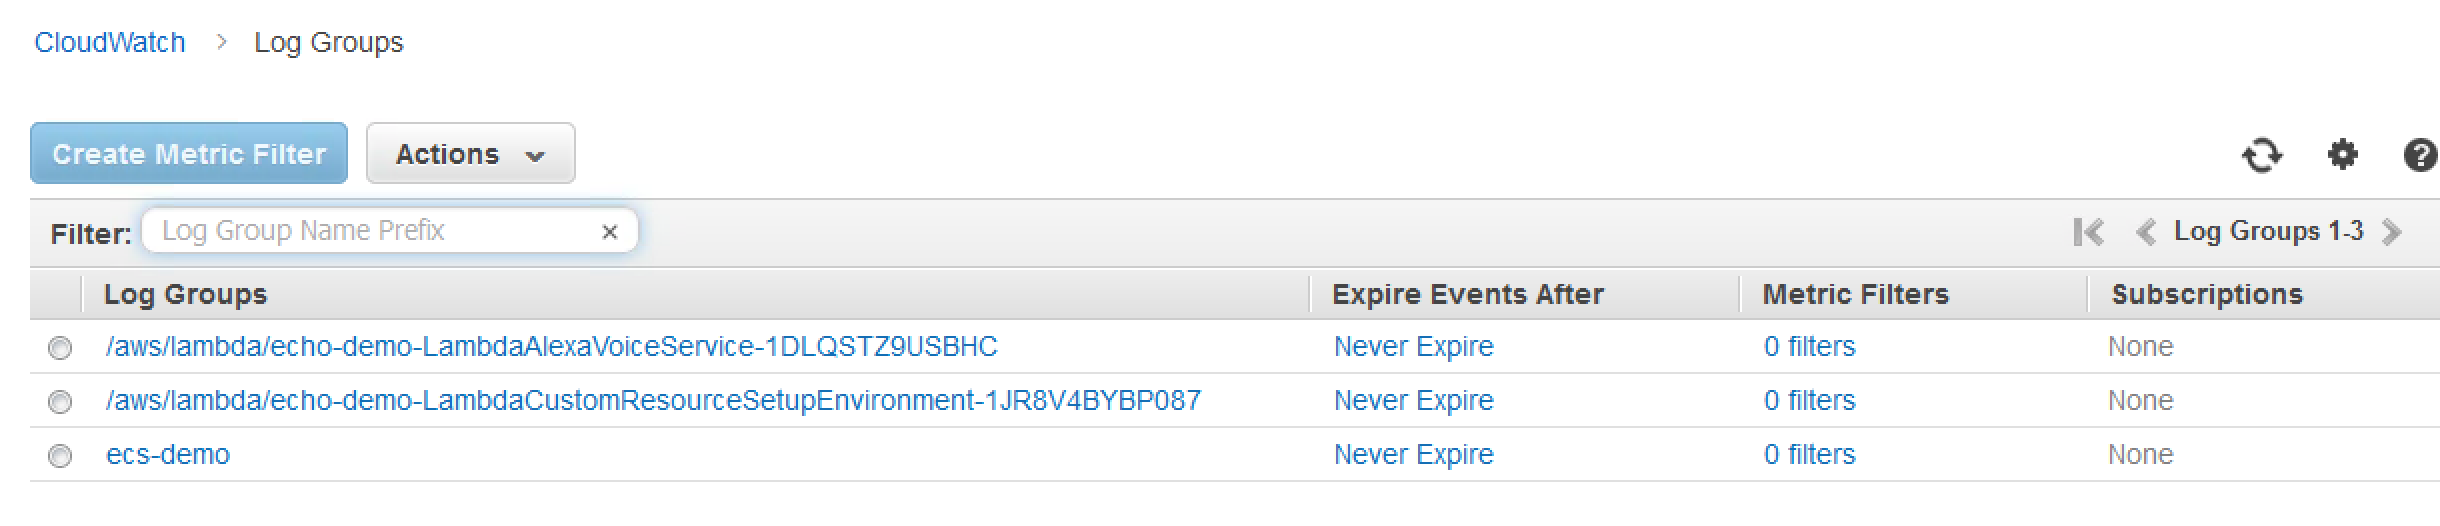 CloudWatch > Log Groups
Create Metric Filter Actions
Filter: Log Group Name Prefix × Log Groups 1-3
Log Groups Expire Events After Metric Filters Subscriptions
/aws/lambda/echo-demo-LambdaAlexaVoiceService-1DLQSTZ9USBHC Never Expire 0 filters None
/aws/lambda/echo-demo-LambdaCustomResourceSetupEnvironment-1JR8V4BYBP087 Never Expire 0 filters None
ecs-demo Never Expire 0 filters None